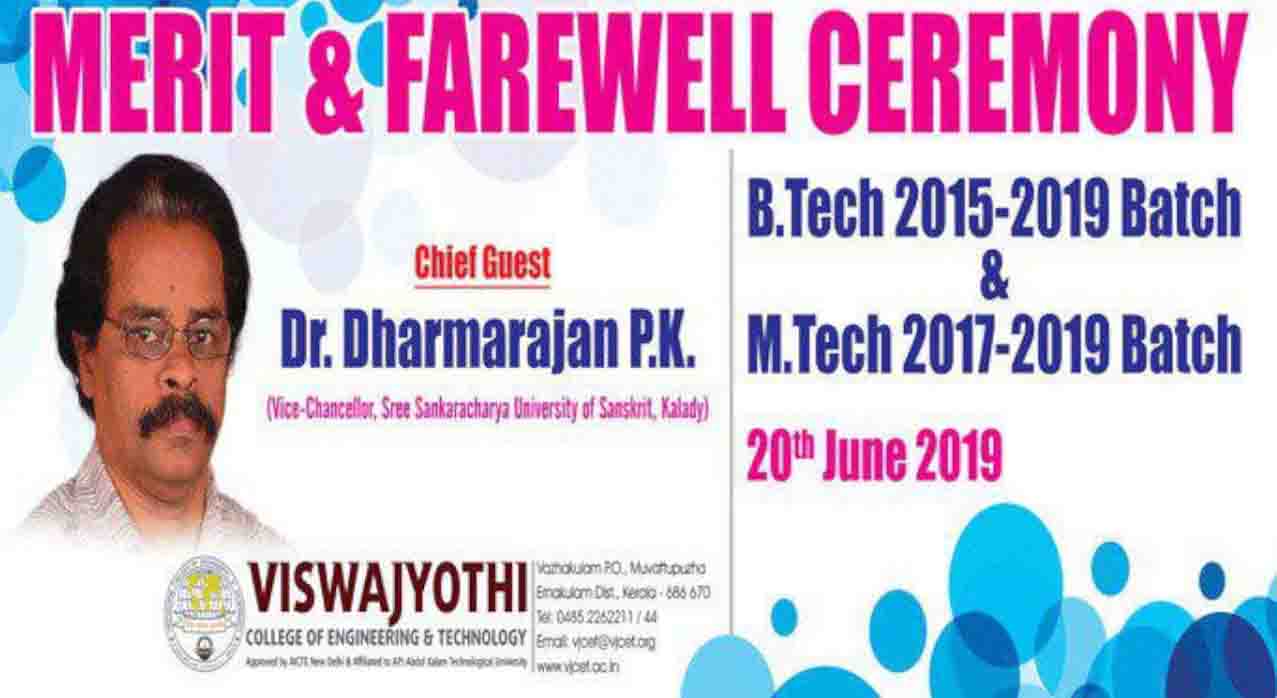 MERIT & FAREWELL CEREMONY
Chief Guest
Dr. Dharmarajan P.K.
(Vice-Chancellor, Sree Sankaracharya University of Sanskrit, Kalady)
B.Tech 2015-2019 Batch
&
M.Tech 2017-2019 Batch
20th June 2019
VISWAJYOTHI
COLLEGE OF ENGINEERING & TECHNOLOGY
Approved by AICTE New Delhi & Affiliated to APJ Abdul Kalam Technological University
Vazhakulam P.O., Muvattupuzha
Ernakulam Dist., Kerala - 686 670
Tel: 0485 2262211 / 44
Email: vjcet@vjcet.org
www.vjcet.ac.in